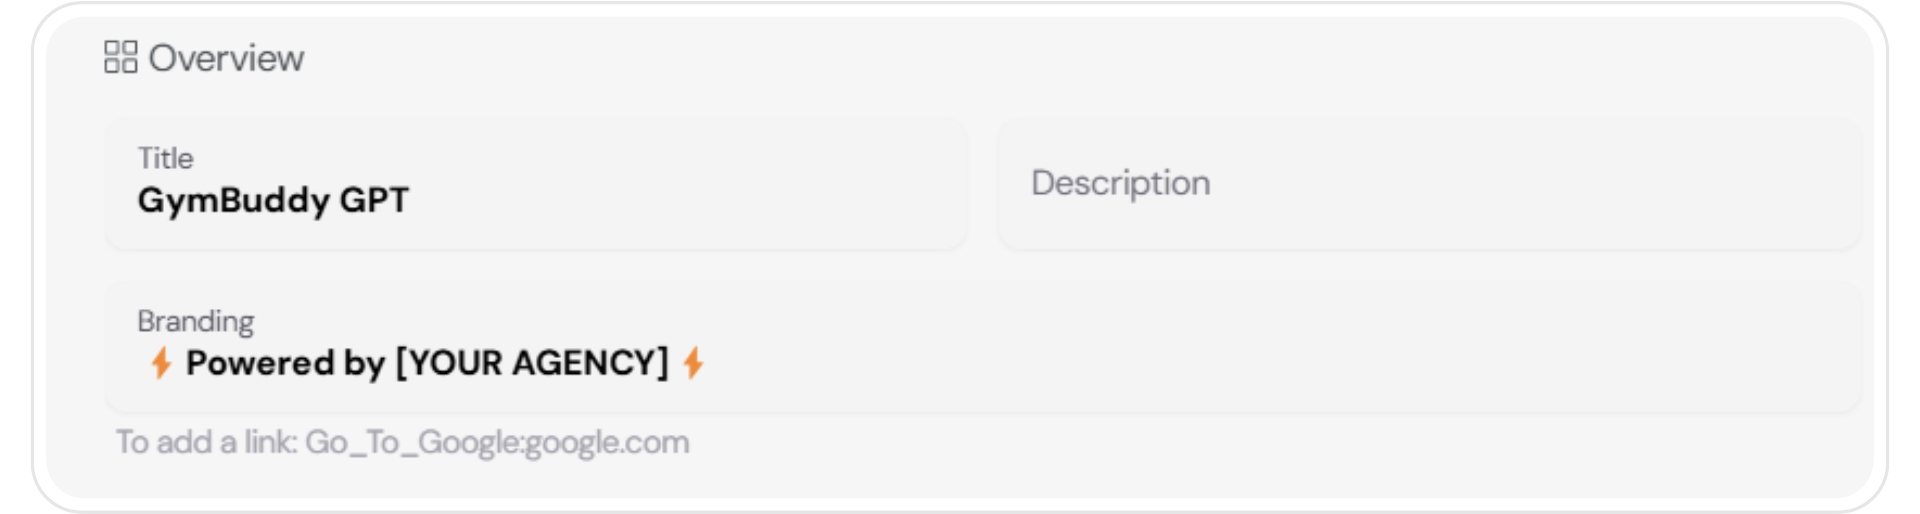 Overview
Title
GymBuddy GPT
Description
Branding
⚡ Powered by [YOUR AGENCY] ⚡
To add a link: Go_To_Google:google.com